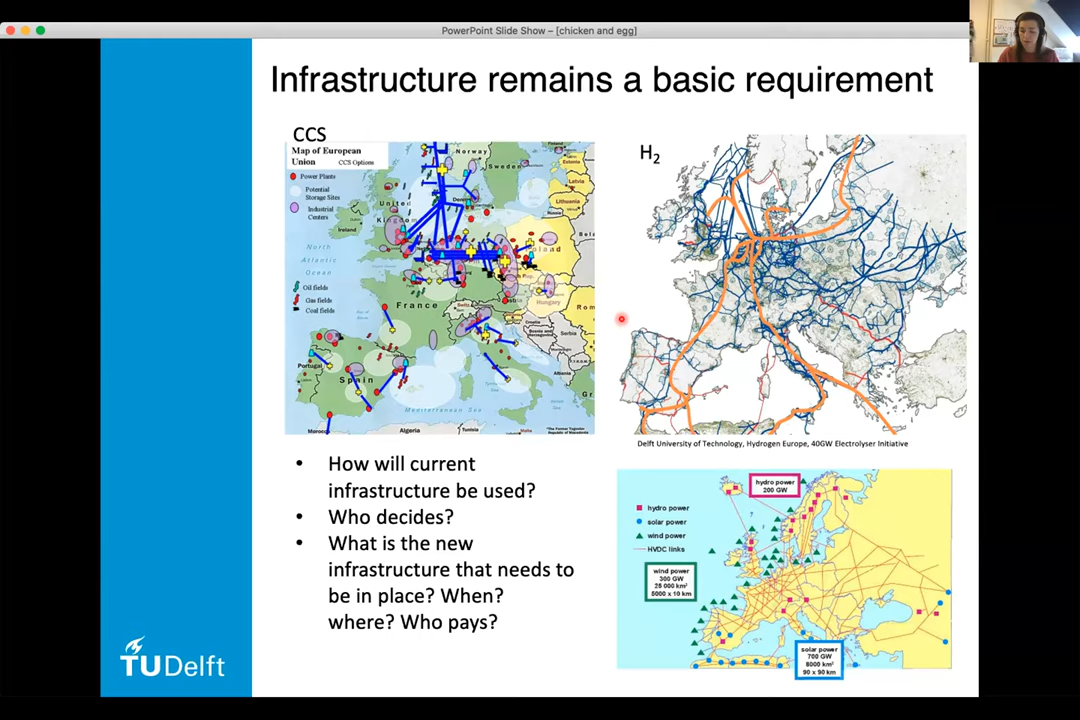 PowerPoint Slide Show – [chicken and egg]
Infrastructure remains a basic requirement
CCS
Map of European
Union CCS Options
Power Plants
Potential
Storage Sites
Industrial
Centers
Oil fields
Gas fields
Coal fields
Norway
Sweden
Estonia
Latvia
Lithuania
United
Kingdom
Ireland
North
Atlantic
Ocean
France
Hungary
Croatia
Serbia
Portugal
Spain
Albania
Mediterranean Sea
Morocc
Algeria
Tunisia
Malta
H2
Delft University of Technology, Hydrogen Europe, 40GW Electrolyser Initiative
• How will current
infrastructure be used?
• Who decides?
• What is the new
infrastructure that needs to
be in place? When?
where? Who pays?
hydro power
200 GW
hydro power
solar power
wind power
HVDC links
wind power
300 GW
25 000 km²
5000 x 10 km
solar power
700 GW
8000 km²
90 x 90 km
TUDelft